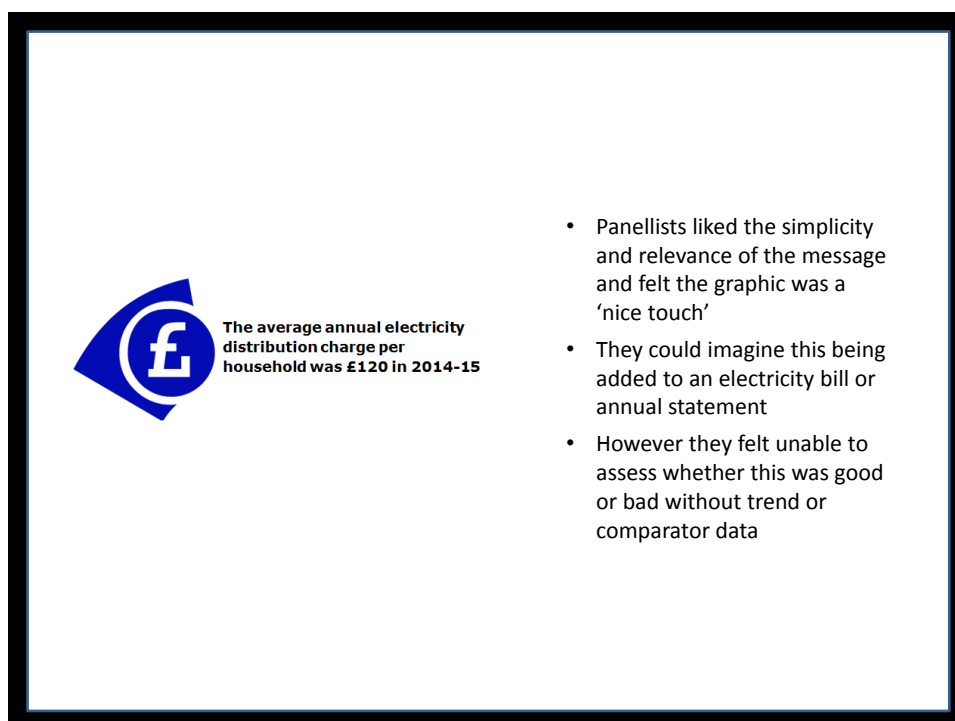 £
The average annual electricity
distribution charge per
household was £120 in 2014-15
• Panellists liked the simplicity
and relevance of the message
and felt the graphic was a
‘nice touch’
• They could imagine this being
added to an electricity bill or
annual statement
• However they felt unable to
assess whether this was good
or bad without trend or
comparator data